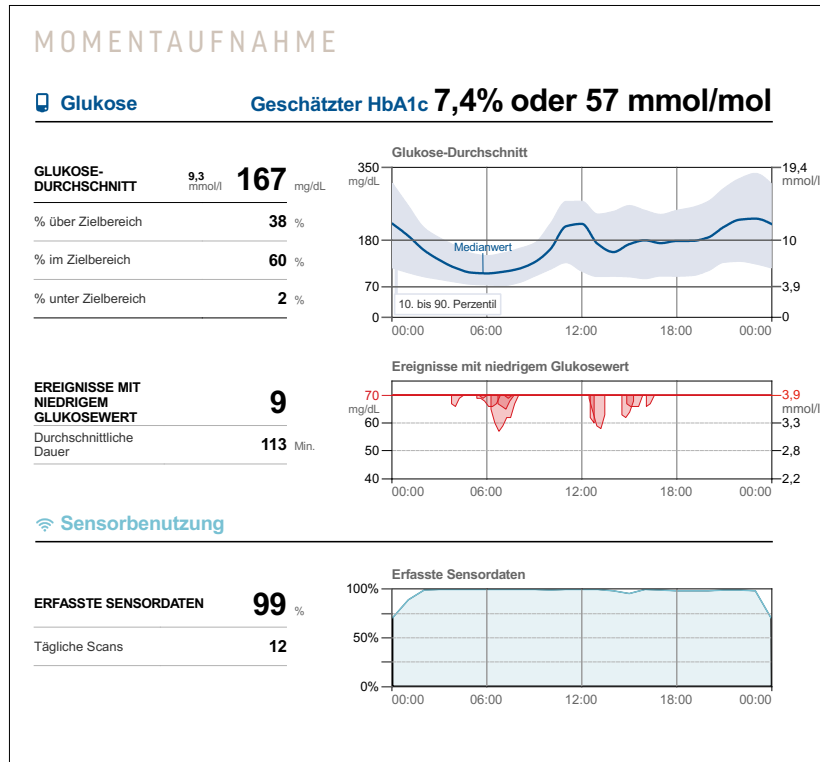 MOMENTAUFNAHME
Glukose
Geschätzter HbA1c 7,4% oder 57 mmol/mol
GLUKOSE-
DURCHSCHNITT
9,3
mmol/l
167 mg/dL
% über Zielbereich 38 %
% im Zielbereich 60 %
% unter Zielbereich 2 %
Glukose-Durchschnitt
350
mg/dL
180
70
0
19,4
mmol/l
10
3,9
0
Medianwert
10. bis 90. Perzentil
00:00 06:00 12:00 18:00 00:00
EREIGNISSE MIT
NIEDRIGEM
GLUKOSEWERT
9
Durchschnittliche
Dauer
113 Min.
Ereignisse mit niedrigem Glukosewert
70
mg/dL
60
50
40
3,9
mmol/l
3,3
2,8
2,2
00:00 06:00 12:00 18:00 00:00
Sensorbenutzung
ERFASSTE SENSORDATEN 99 %
Tägliche Scans 12
Erfasste Sensordaten
100%
50%
0%
00:00 06:00 12:00 18:00 00:00